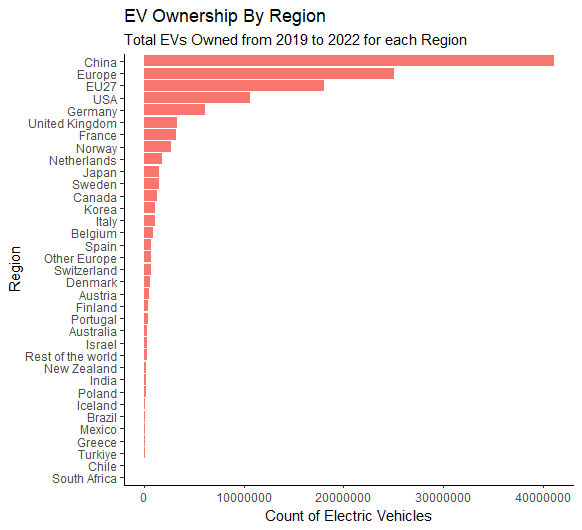 EV Ownership By Region
Total EVs Owned from 2019 to 2022 for each Region
China
Europe
EU27
USA
Germany
United Kingdom
France
Norway
Netherlands
Japan
Sweden
Canada
Korea
Italy
Belgium
Spain
Other Europe
Switzerland
Denmark
Austria
Finland
Portugal
Australia
Israel
Rest of the world
New Zealand
India
Poland
Iceland
Brazil
Mexico
Greece
Turkiye
Chile
South Africa
Region
0 10000000 20000000 30000000 40000000
Count of Electric Vehicles